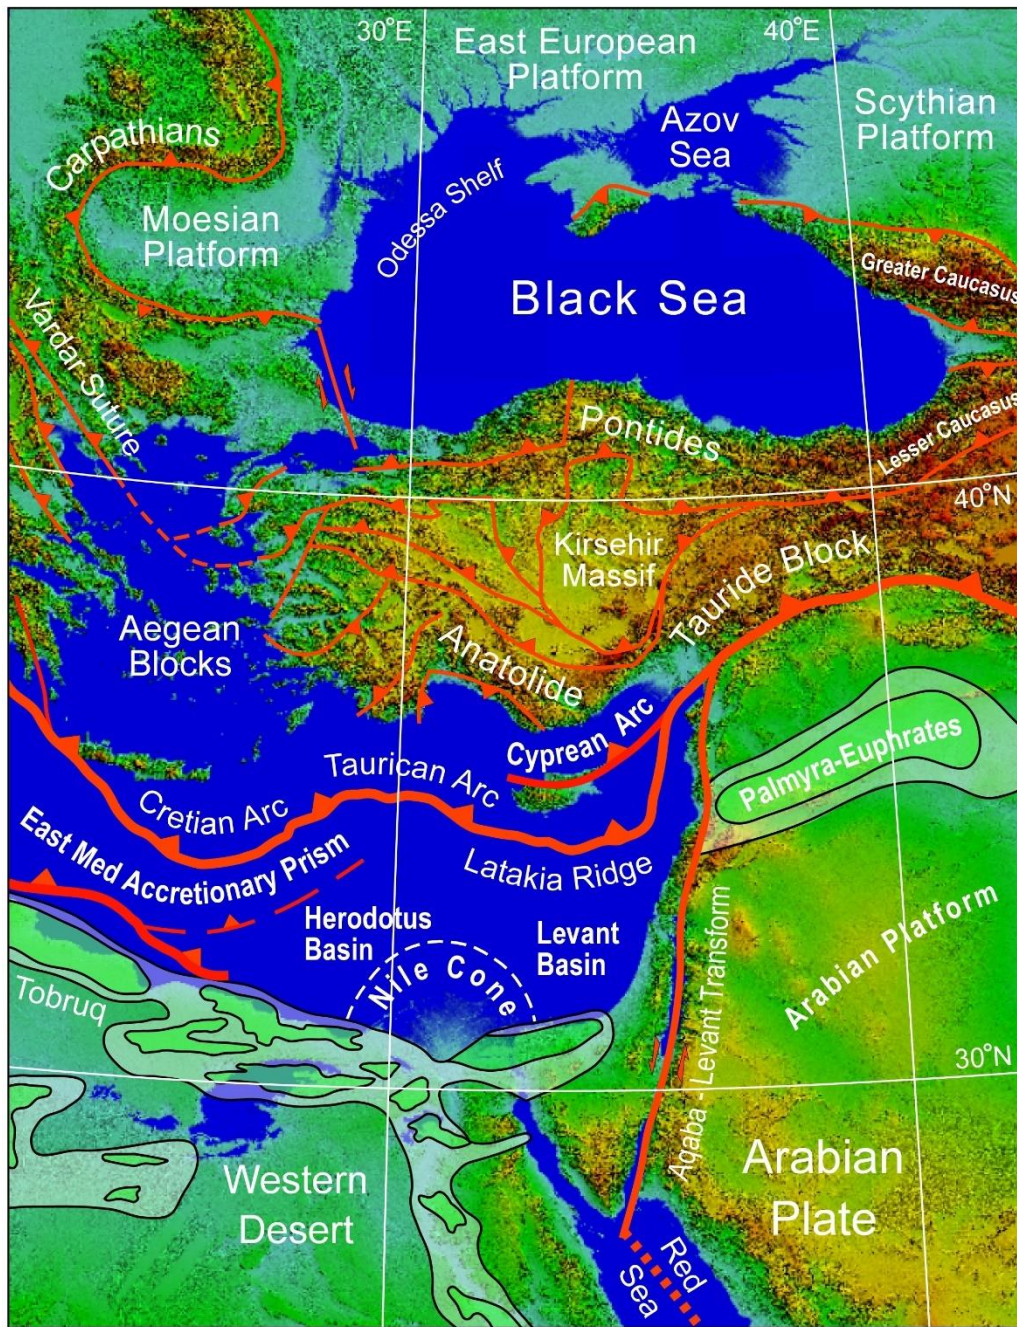 30°E
40°E
East European
Platform
Azov
Sea
Scythian
Platform
Carpathians
Moesian
Platform
Odessa Shelf
Black Sea
Greater Caucasus
Vardar Suture
Pontides
Lesser Caucasus
40°N
Kirsehir
Massif
Tauride Block
Aegean
Blocks
Anatolide
Cyprean Arc
Palmyra-Euphrates
Taurican Arc
Cretian Arc
Latakia Ridge
East Med Accretionary Prism
Herodotus
Basin
Levant
Basin
Nile Cone
Tobruq
Arabian Platform
Aqaba - Levant Transform
30°N
Western
Desert
Arabian
Plate
Red
Sea